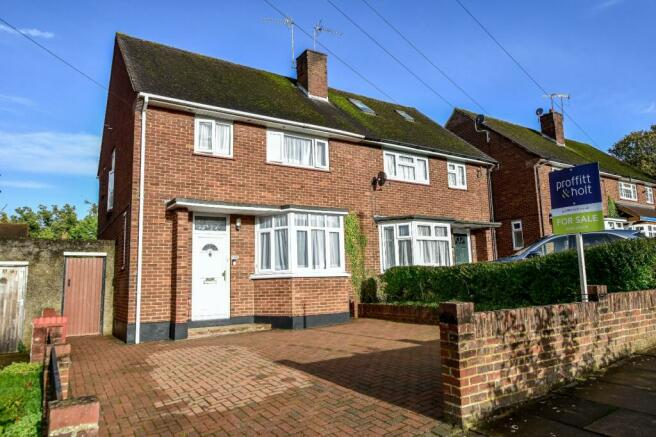 proffitt
& holt
FOR SALE